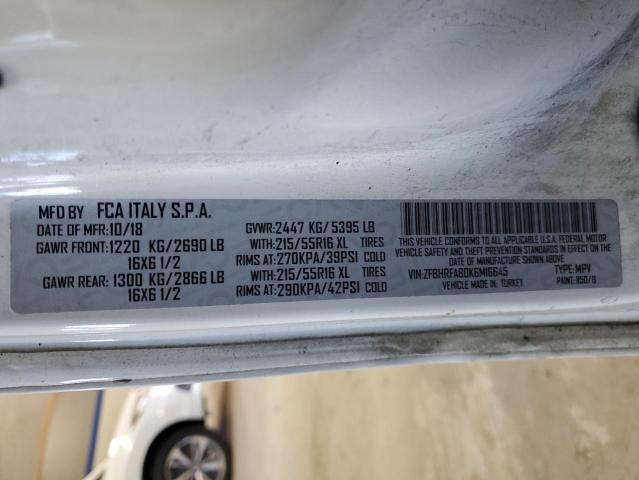 MFD BY FCA ITALY S.P.A.
DATE OF MFR:10/18
GAWR FRONT:1220 KG/2690 LB
16X6 1/2
GAWR REAR: 1300 KG/2866 LB
16X6 1/2
GVWR:2447 KG/5395 LB
WITH:215/55R16 XL TIRES
RIMS AT:270KPA/39PSI COLD
WITH:215/55R16 XL TIRES
RIMS AT:290KPA/42PSI COLD
THIS VEHICLE CONFORMS TO ALL APPLICABLE U.S. FEDERAL MOTOR
VEHICLE SAFETY, BUMPER, AND THEFT PREVENTION STANDARDS IN EFFECT ON THE
DATE OF MANUFACTURE SHOWN ABOVE
VIN:ZFBHRFAB0K6M16645 TYPE:MPV
VEHICLE MADE IN: TURKEY PAINT: